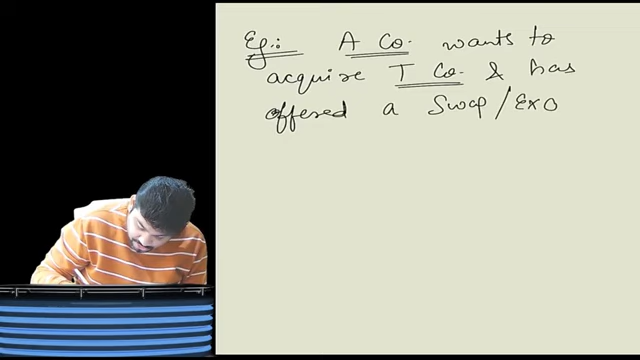 Eg.: A Co. wants to
acquire T Co. & has
offered a Swap/EXO